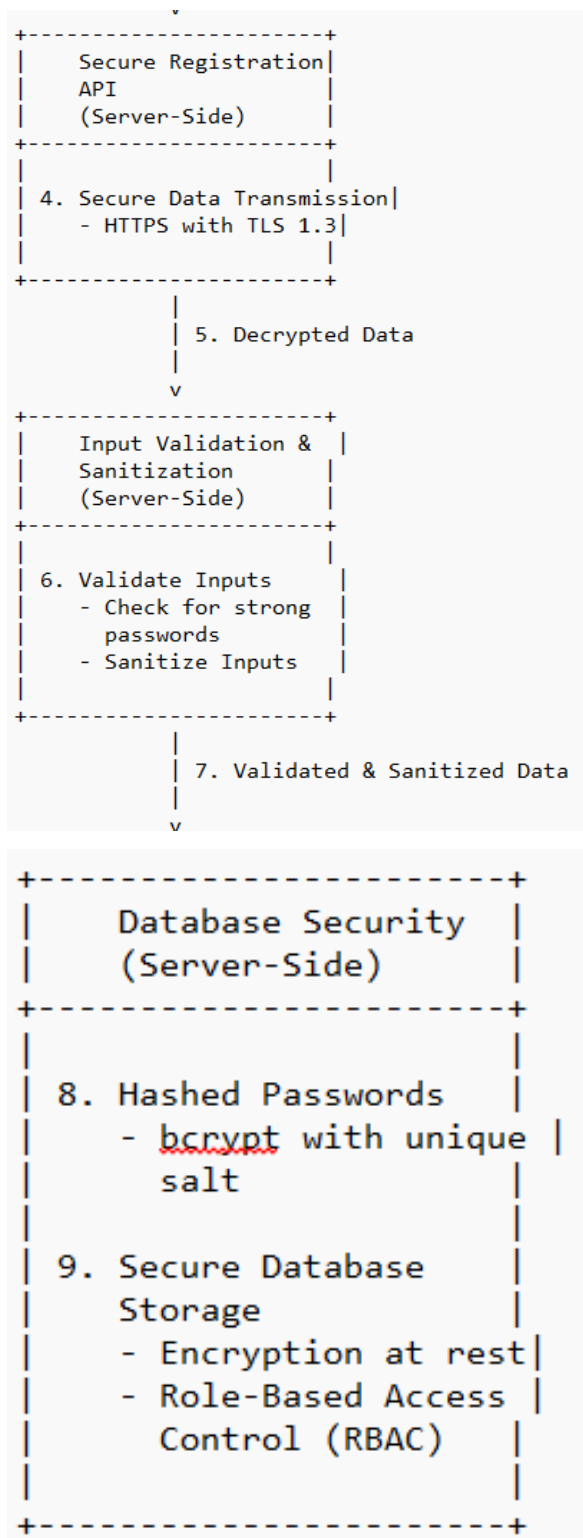 Secure Registration
API
(Server-Side)
4. Secure Data Transmission
- HTTPS with TLS 1.3
5. Decrypted Data
v
Input Validation &
Sanitization
(Server-Side)
6. Validate Inputs
- Check for strong
passwords
- Sanitize Inputs
7. Validated & Sanitized Data
v
Database Security
(Server-Side)
8. Hashed Passwords
- bcrypt with unique
salt
9. Secure Database
Storage
- Encryption at rest
- Role-Based Access
Control (RBAC)